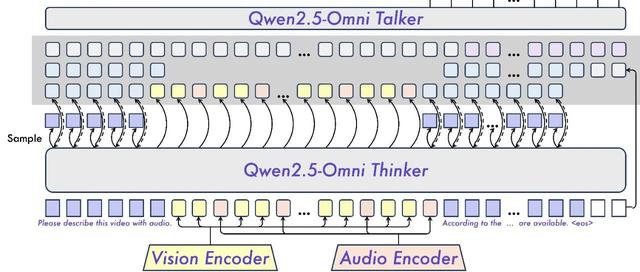 Qwen2.5-Omni Talker
...
...
...
Sample
...
Qwen2.5-Omni Thinker
...
...
Please describe this video with audio.
According to the ... are available. <eos>
Vision Encoder
Audio Encoder